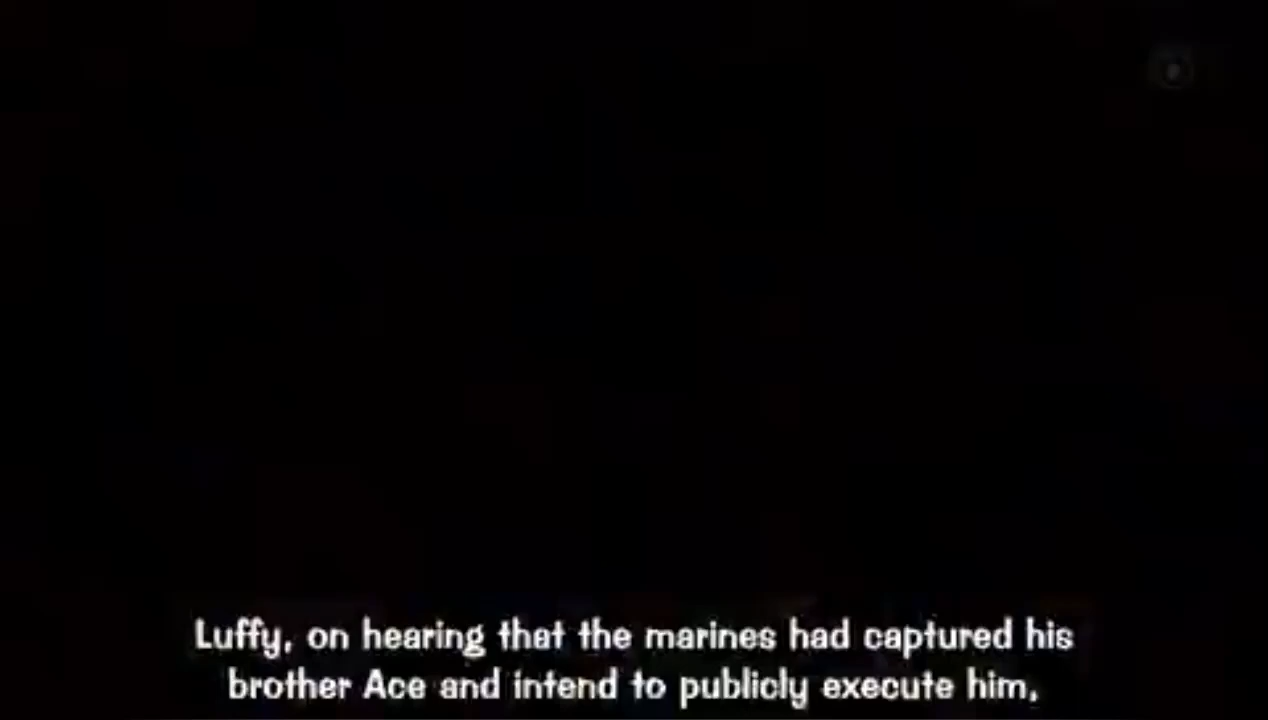 Luffy, on hearing that the marines had captured his
brother Ace and intend to publicly execute him,